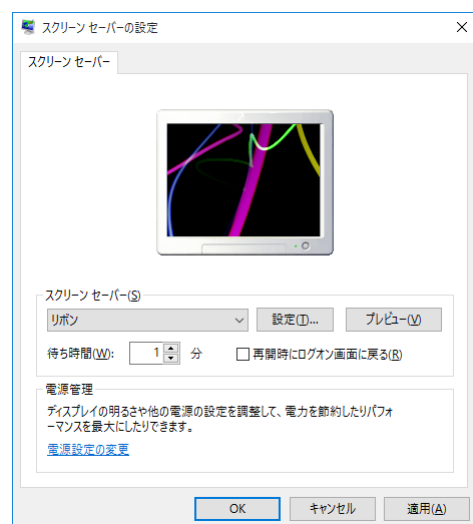 スクリーン セーバーの設定
スクリーン セーバー
スクリーン セーバー(S)
リボン 設定(T)... プレビュー(V)
待ち時間(W): 1 分 再開時にログオン画面に戻る(R)
電源管理
ディスプレイの明るさや他の電源の設定を調整して、電力を節約したりパフォ
ーマンスを最大にしたりできます。
電源設定の変更
OK キャンセル 適用(A)